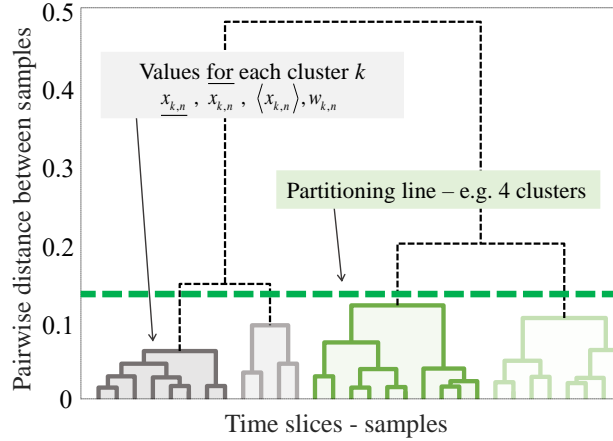 0.5
Values for each cluster k
x_{k,n} , x_{k,n} , ⟨x_{k,n}⟩, w_{k,n}
0.4
0.3
Partitioning line – e.g. 4 clusters
0.2
0.1
0
Pairwise distance between samples
Time slices - samples